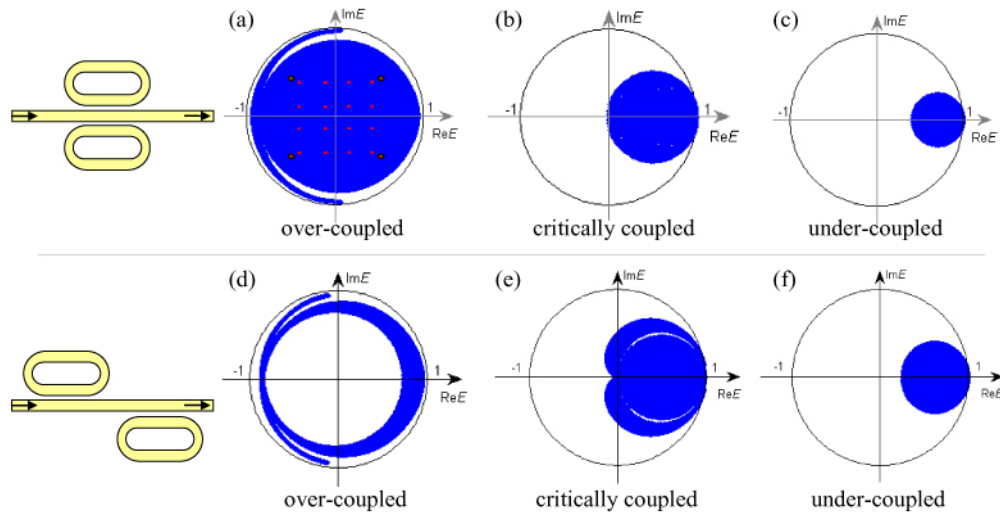 (a)
ImE
-1
1
ReE
over-coupled
(b)
ImE
-1
1
ReE
critically coupled
(c)
ImE
-1
1
ReE
under-coupled
(d)
ImE
-1
1
ReE
over-coupled
(e)
ImE
-1
1
ReE
critically coupled
(f)
ImE
-1
1
ReE
under-coupled